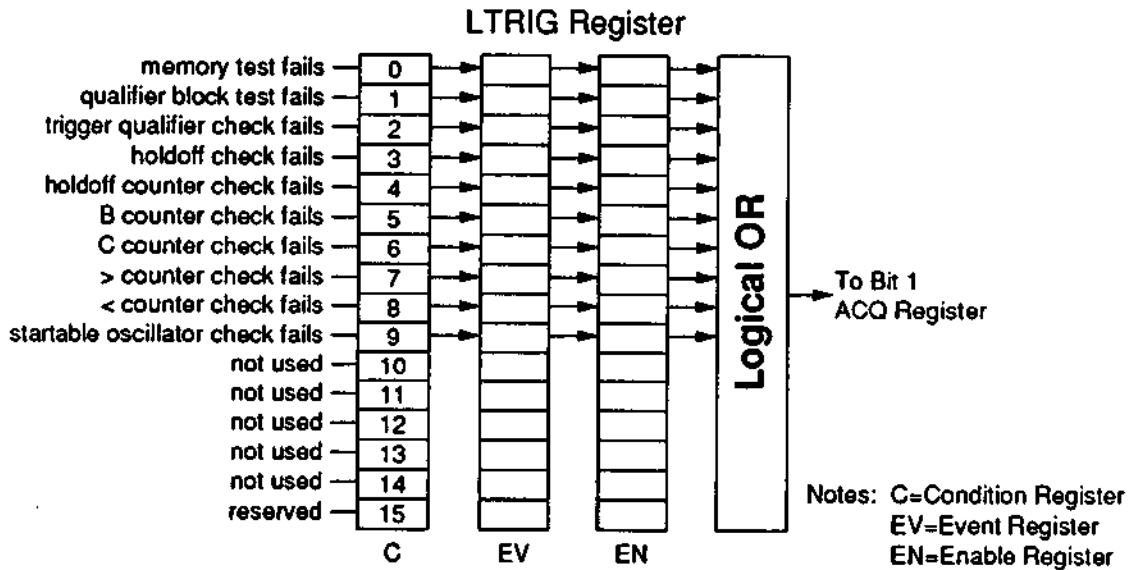 LTRIG Register
memory test fails 0
qualifier block test fails 1
trigger qualifier check fails 2
holdoff check fails 3
holdoff counter check fails 4
B counter check fails 5
C counter check fails 6
> counter check fails 7
< counter check fails 8
startable oscillator check fails 9
not used 10
not used 11
not used 12
not used 13
not used 14
reserved 15
C EV EN
Logical OR
To Bit 1
ACQ Register
Notes: C=Condition Register
EV=Event Register
EN=Enable Register